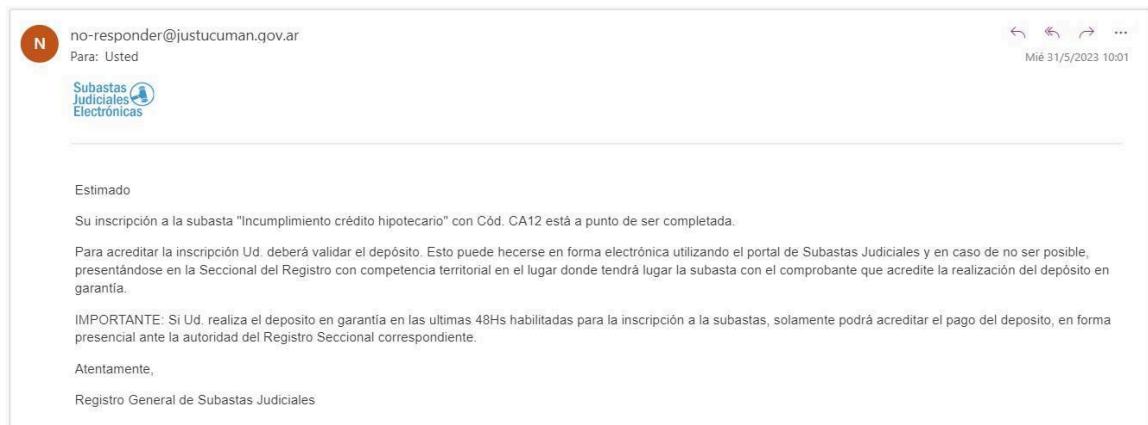 N
no-responder@justucuman.gov.ar
Para: Usted
Mié 31/5/2023 10:01
Subastas
Judiciales
Electrónicas
Estimado
Su inscripción a la subasta "Incumplimiento crédito hipotecario" con Cód. CA12 está a punto de ser completada.
Para acreditar la inscripción Ud. deberá validar el depósito. Esto puede hacerse en forma electrónica utilizando el portal de Subastas Judiciales y en caso de no ser posible,
presentándose en la Seccional del Registro con competencia territorial en el lugar donde tendrá lugar la subasta con el comprobante que acredite la realización del depósito en
garantía.
IMPORTANTE: Si Ud. realiza el deposito en garantía en las ultimas 48Hs habilitadas para la inscripción a la subastas, solamente podrá acreditar el pago del deposito, en forma
presencial ante la autoridad del Registro Seccional correspondiente.
Atentamente,
Registro General de Subastas Judiciales